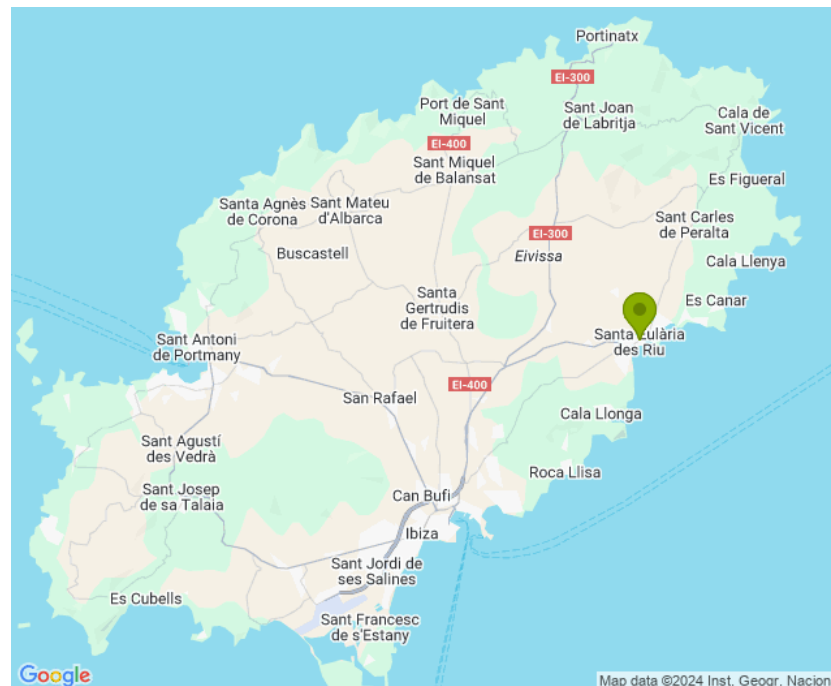 Portinatx
EI-300
Port de Sant
Miquel
Sant Joan
de Labritja
Cala de
Sant Vicent
EI-400
Sant Miquel
de Balansat
Es Figueral
Santa Agnès
de Corona
Sant Mateu
d'Albarca
Sant Carles
de Peralta
EI-300
Buscastell
Eivissa
Cala Llenya
Santa
Gertrudis
de Fruitera
Es Canar
Sant Antoni
de Portmany
Santa Eulària
des Riu
EI-400
San Rafael
Cala Llonga
Sant Agustí
des Vedrà
Roca Llisa
Sant Josep
de sa Talaia
Can Bufi
Ibiza
Sant Jordi de
ses Salines
Es Cubells
Sant Francesc
de s'Estany
Google
Map data ©2024 Inst. Geogr. Nacion